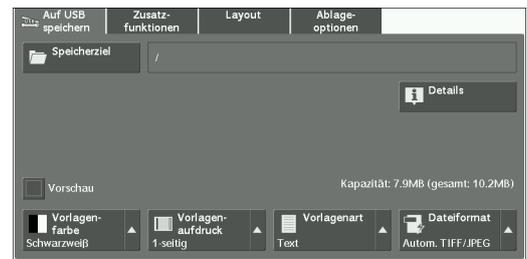 Auf USB
speichern
Zusatz-
funktionen
Layout
Ablage-
optionen
Speicherziel
/
Details
Vorschau
Kapazität: 7.9MB (gesamt: 10.2MB)
Vorlagen-
farbe
Schwarzweiß
Vorlagen-
aufdruck
1-seitig
Vorlagenart
Text
Dateiformat
Autom. TIFF/JPEG